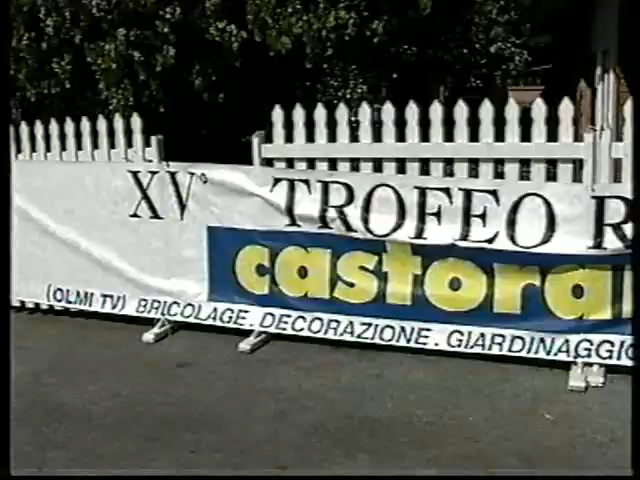 XV° TROFEO R
castora
(OLMI TV) BRICOLAGE. DECORAZIONE. GIARDINAGGIO